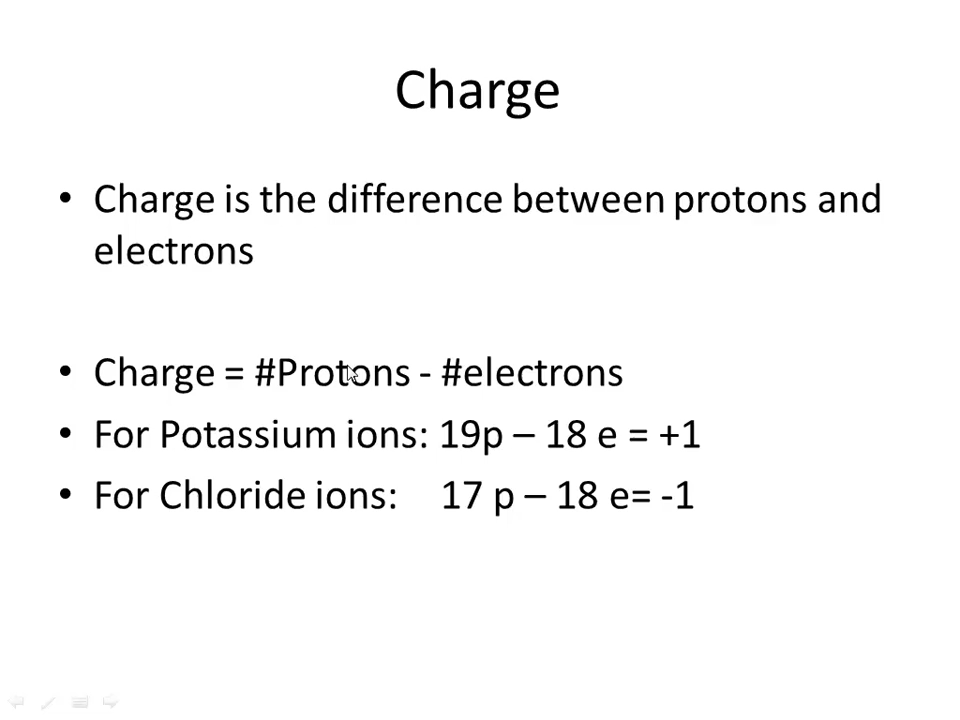 Charge
• Charge is the difference between protons and
electrons
• Charge = #Protons - #electrons
• For Potassium ions: 19p – 18 e = +1
• For Chloride ions: 17 p – 18 e= -1